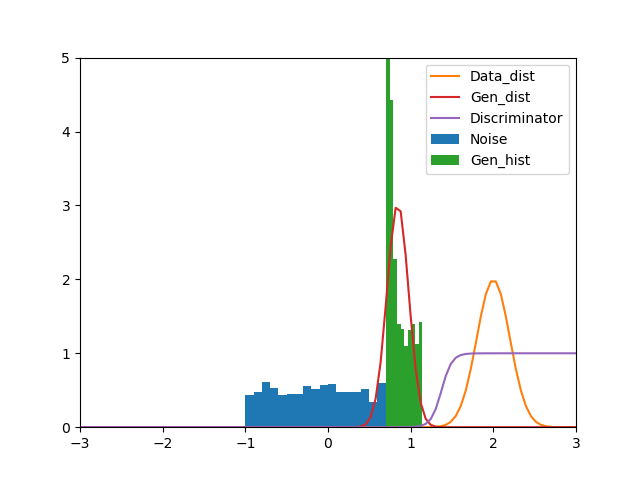 5
4
3
2
1
0
−3
−2
−1
0
1
2
3
Data_dist
Gen_dist
Discriminator
Noise
Gen_hist